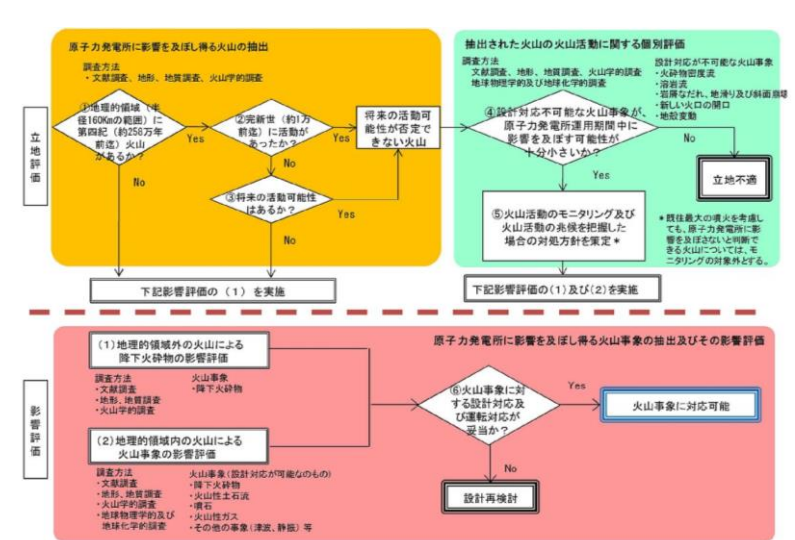 原子力発電所に影響を及ぼし得る火山の抽出
調査方法
・文献調査、地形、地質調査、火山学的調査
①地理的領域（半
径160Kmの範囲）に
第四紀（約258万年
前迄）火山
があるか？
Yes
No
②完新世（約1万
前迄）に活動が
あったか？
Yes
No
③将来の活動可能性
はあるか？
Yes
No
将来の活動可
能性が否定で
きない火山
下記影響評価の（1）を実施
立地評価
抽出された火山の火山活動に関する個別評価
調査方法
文献調査、地形、地質調査、火山学的調査
地球物理学的及び地球化学的調査
設計対応が不可能な火山事象
・火砕物密度流
・溶岩流
・岩屑なだれ、地滑り及び斜面崩壊
・新しい火口の開口
・地殻変動
④設計対応不可能な火山事象が、
原子力発電所運用期間中に
影響を及ぼす可能性が
十分小さいか？
No
Yes
立地不適
⑤火山活動のモニタリング及び
火山活動の兆候を把握した
場合の対処方針を策定＊
＊既往最大の噴火を考慮し
ても、原子力発電所に影
響を及ぼさないと判断で
きる火山については、モニ
タリングの対象外とする。
下記影響評価の(1)及び(2)を実施
影響評価
原子力発電所に影響を及ぼし得る火山事象の抽出及びその影響評価
(1)地理的領域外の火山による
降下火砕物の影響評価
調査方法
・文献調査
・地形、地質調査
・火山学的調査
火山事象
・降下火砕物
(2)地理的領域内の火山による
火山事象の影響評価
調査方法
・文献調査
・地形、地質調査
・火山学的調査
・地球物理学的及び
地球化学的調査
火山事象(設計対応が可能なのもの)
・降下火砕物
・火山性土石流
・噴石
・火山性ガス
・その他の事象(津波、静振）等
⑥火山事象に対
する設計対応及
び運転対応が
妥当か？
Yes
No
火山事象に対応可能
設計再検討